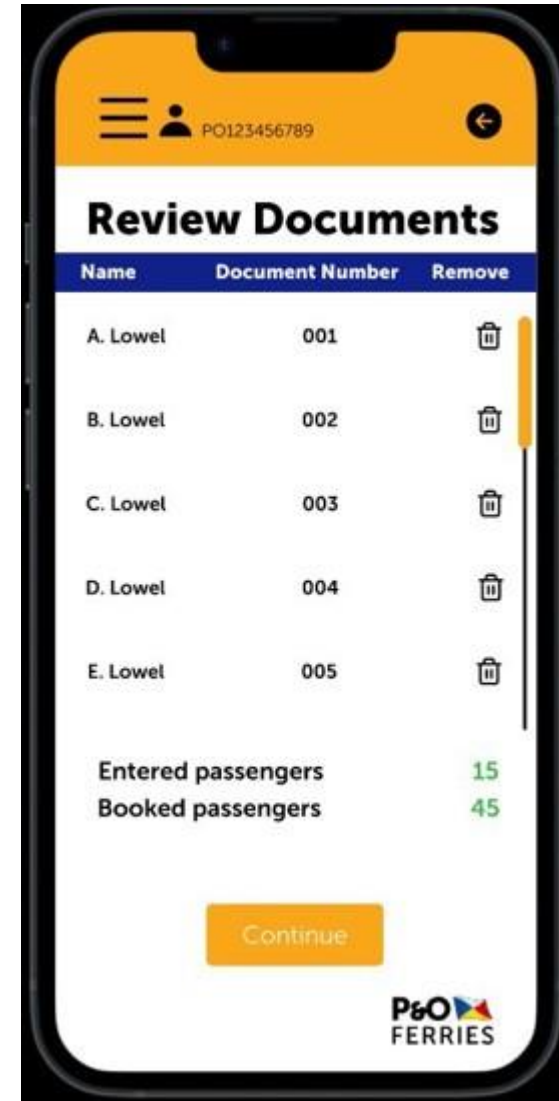 PO123456789
Review Documents
Name Document Number Remove
A. Lowel 001
B. Lowel 002
C. Lowel 003
D. Lowel 004
E. Lowel 005
Entered passengers 15
Booked passengers 45
Continue
P&O
FERRIES